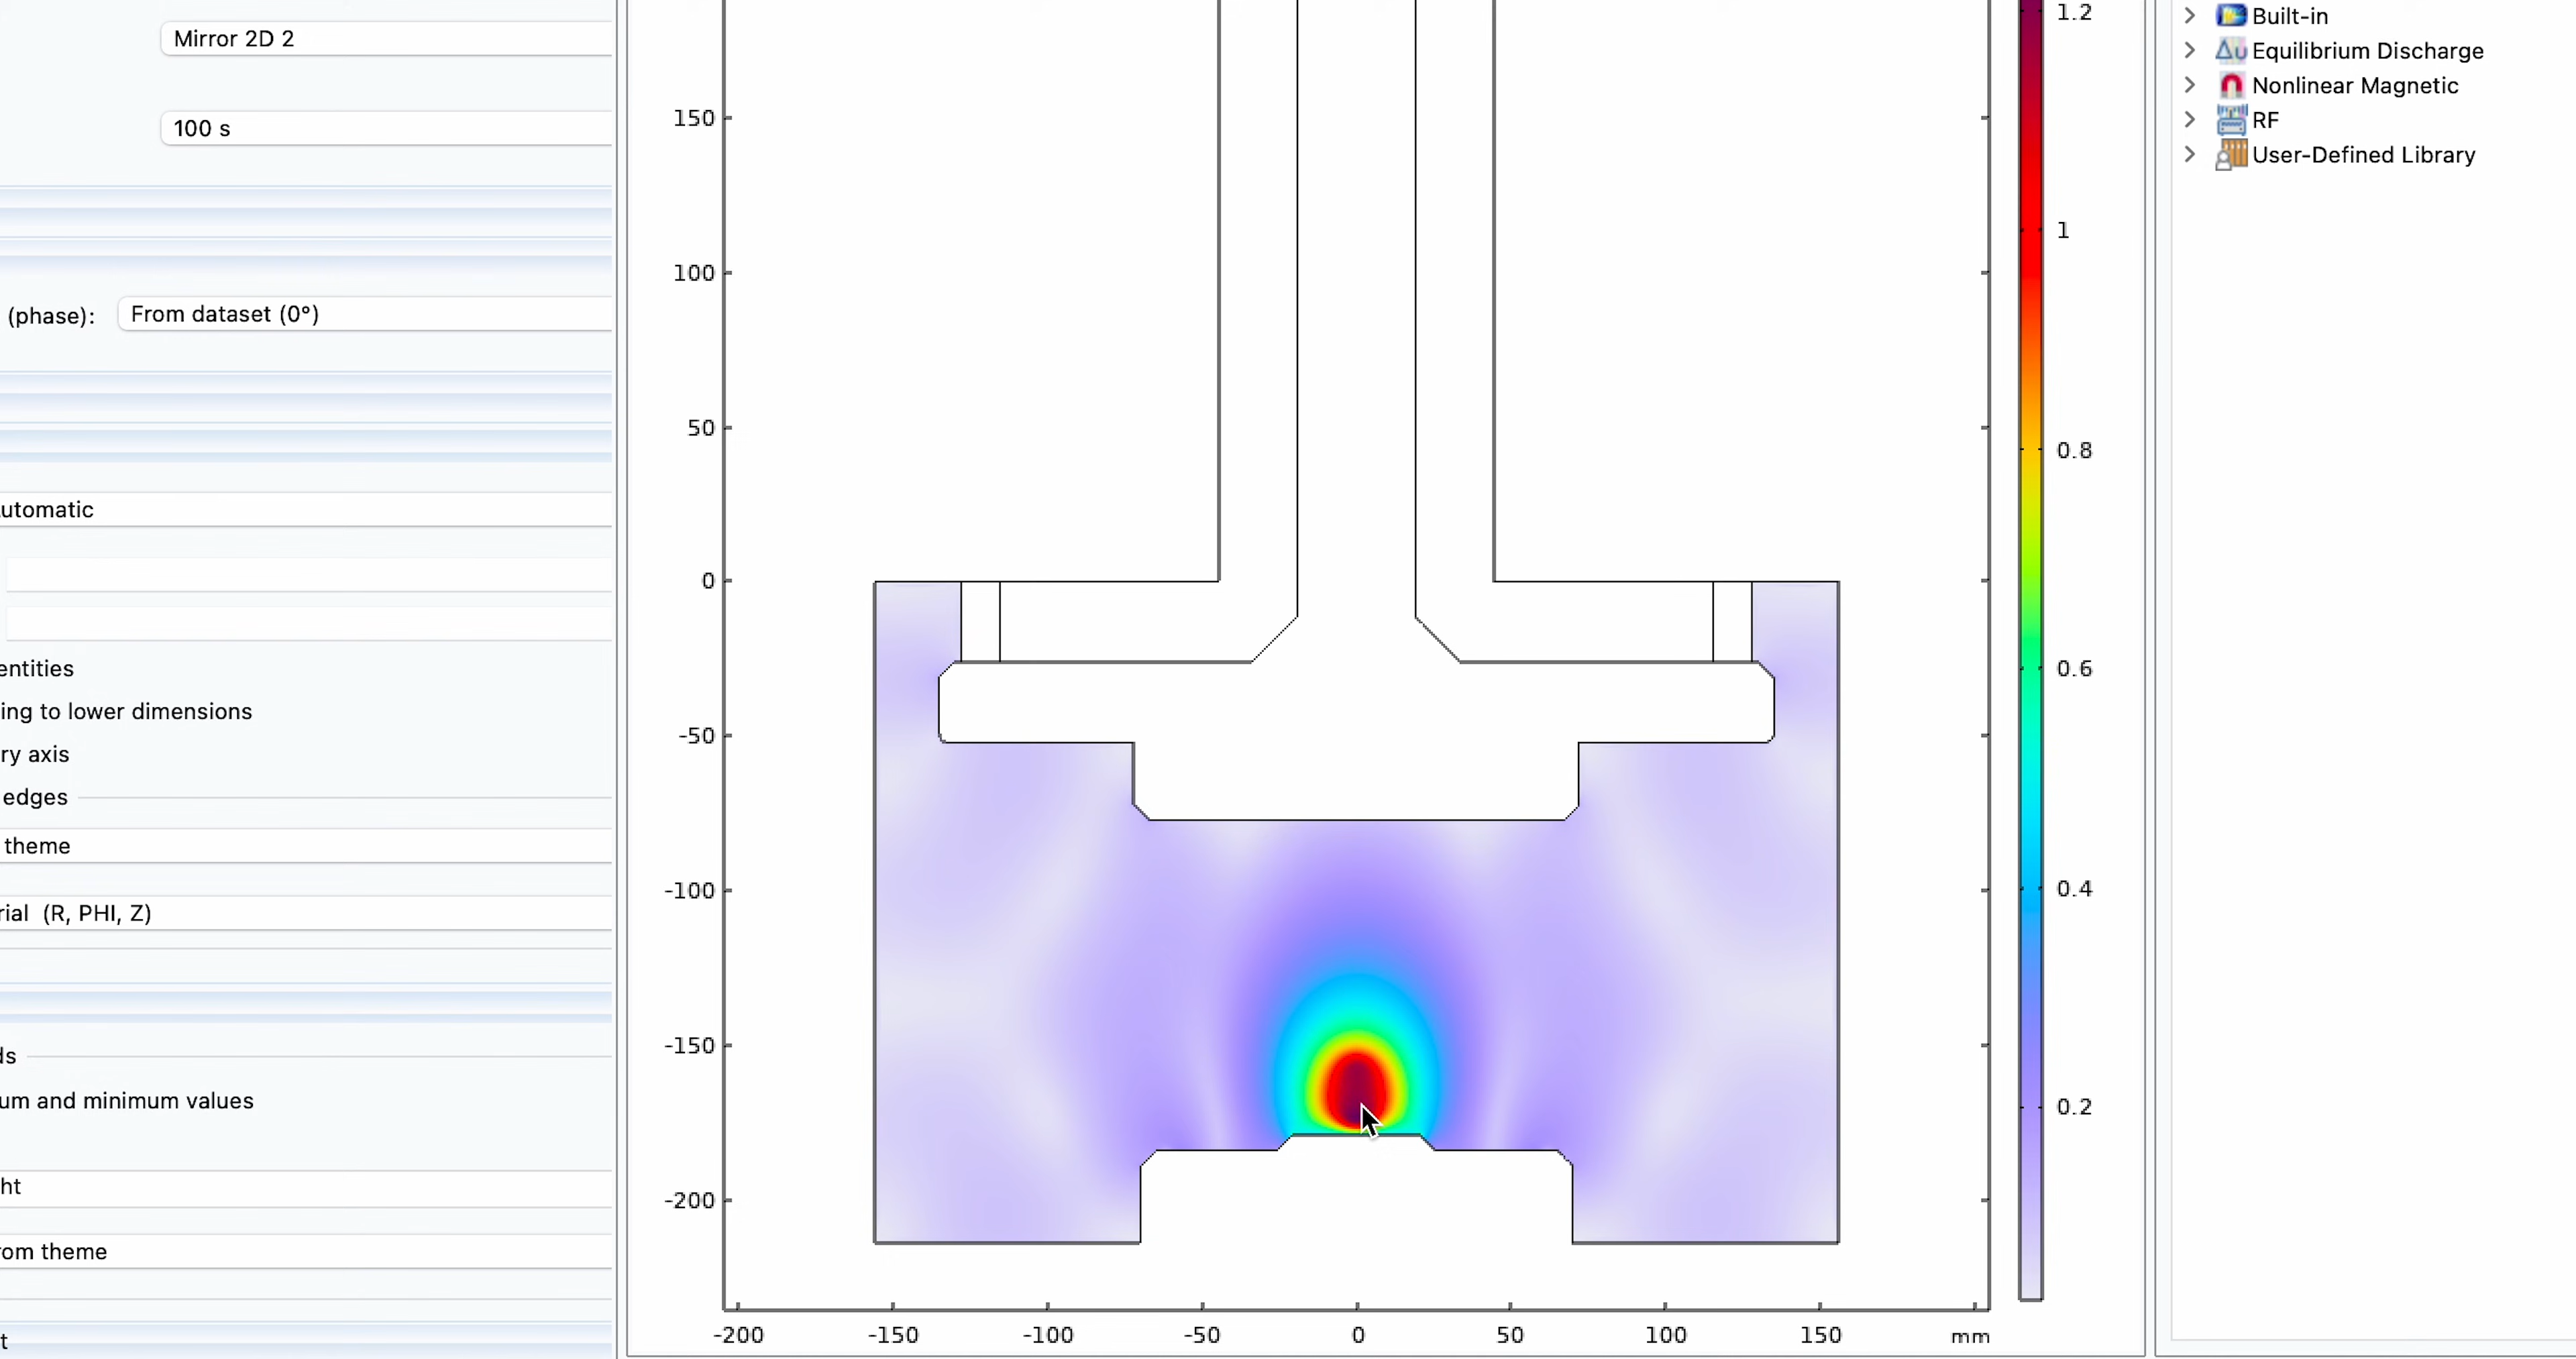 Mirror 2D 2
100 s
(phase): From dataset (0°)
utomatic
entities
ing to lower dimensions
ry axis
edges
theme
rial (R, PHI, Z)
ds
um and minimum values
ht
om theme
t
150
100
50
0
-50
-100
-150
-200
-200 -150 -100 -50 0 50 100 150 mm
1.2
1
0.8
0.6
0.4
0.2
Built-in
Equilibrium Discharge
Nonlinear Magnetic
RF
User-Defined Library